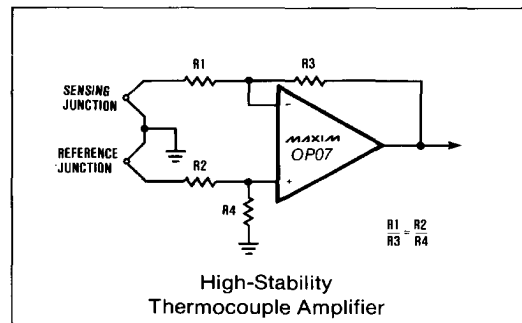 R1
R3
SENSING
JUNCTION
-
MAXIM
OP07
REFERENCE
JUNCTION
R2
+
R4
R1 = R2
R3 R4
High-Stability
Thermocouple Amplifier